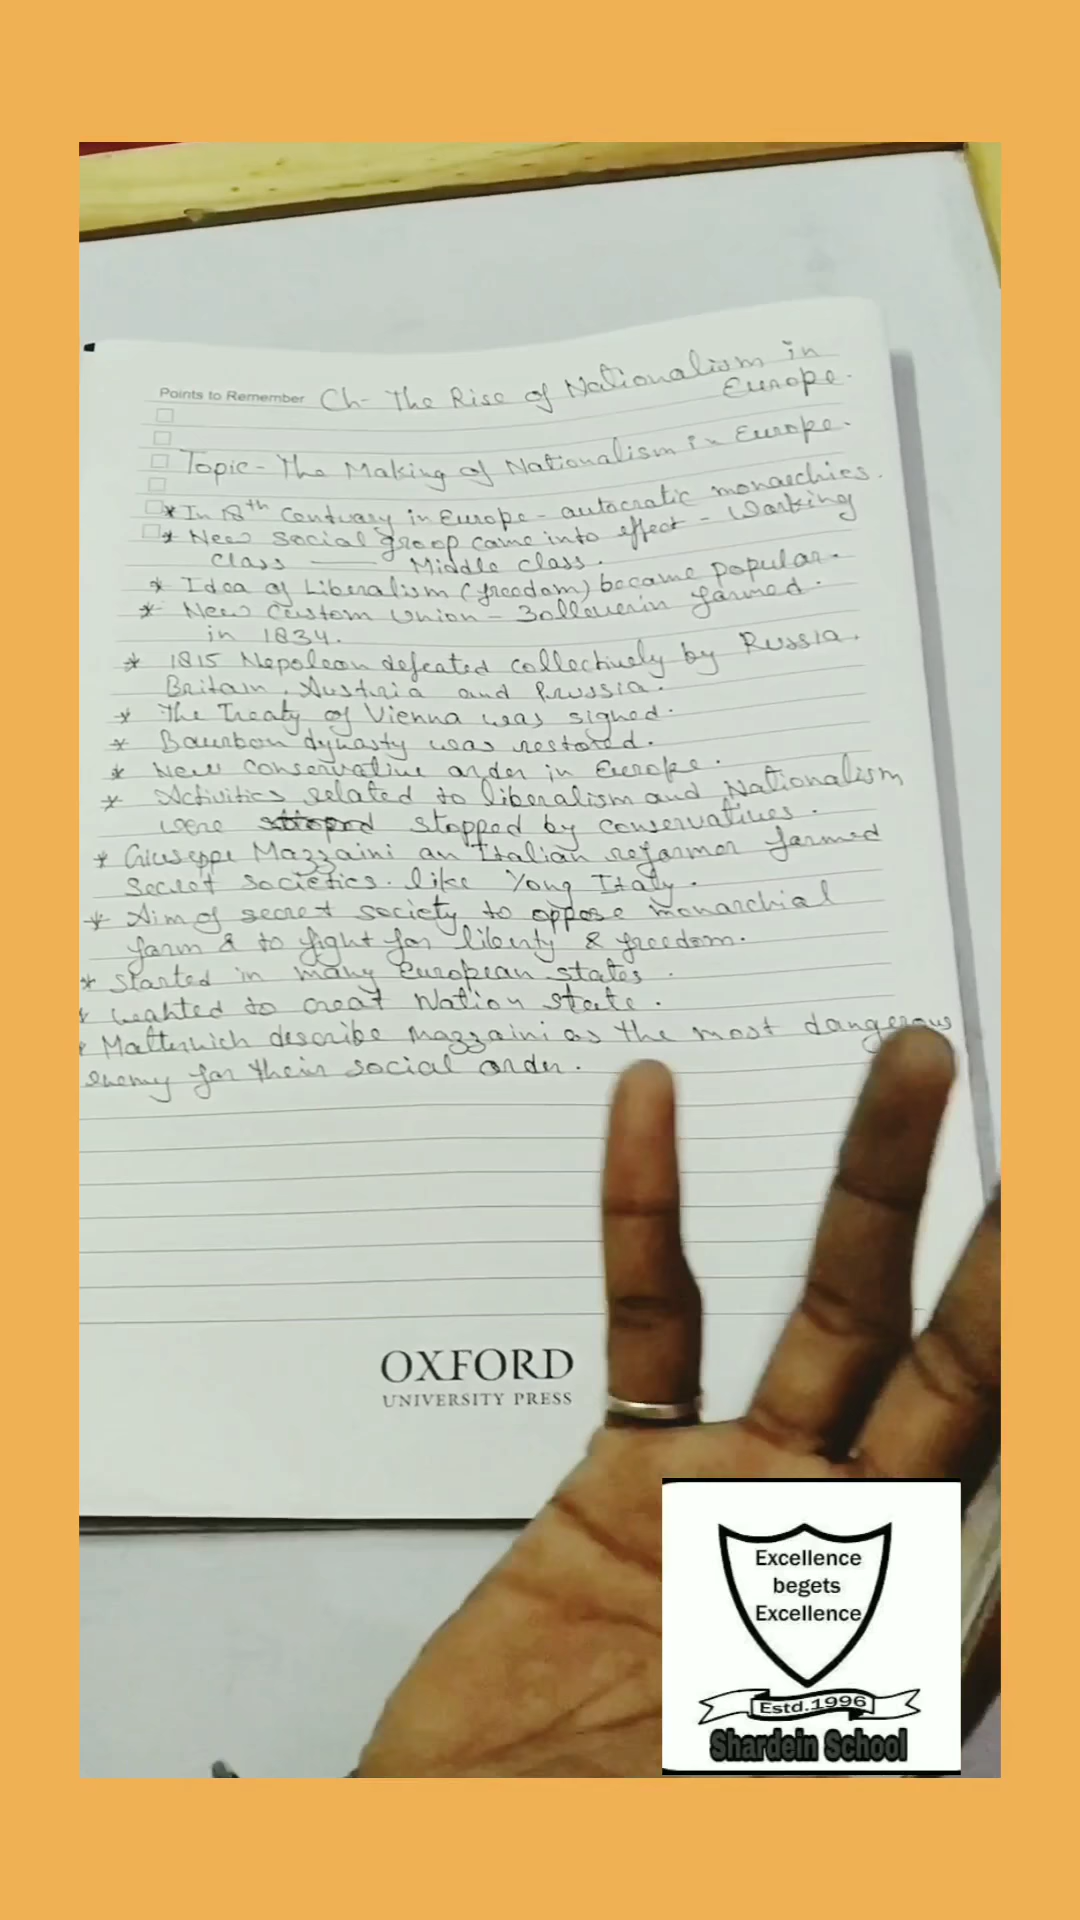 Points to Remember Ch- The Rise of Nationalism in
Europe.
Topic - The Making of Nationalism in Europe.
* In 18th Contuary in Europe - autocratic monarchies.
* New Social groop came into effect - Working
Class —— Middle class.
* Idea of Liberalism (freedom) became popular.
* New Custom Union - Zolleverin formed.
in 1834.
* 1815 Nepoleon defeated collectively by Russia.
Britain, Austria and Prussia.
* The Treaty of Vienna was signed.
* Bourbon dynasty was restored.
* New Conservative order in Europe.
* Activities related to liberalism and Nationalism
were stopped by conservatives.
* Giuseppe Mazzaini an Italian reformer formed
Secret societies. like Yong Italy.
* Aim of secret society to oppose monarchial
form & to fight for liberty & freedom.
* Started in many European states.
* wanted to creat Nation state.
* Matterwich describe Mazzaini as the most dangerous
enemy for their social order.
OXFORD
UNIVERSITY PRESS
Excellence
begets
Excellence
Estd.1996
Shardein School